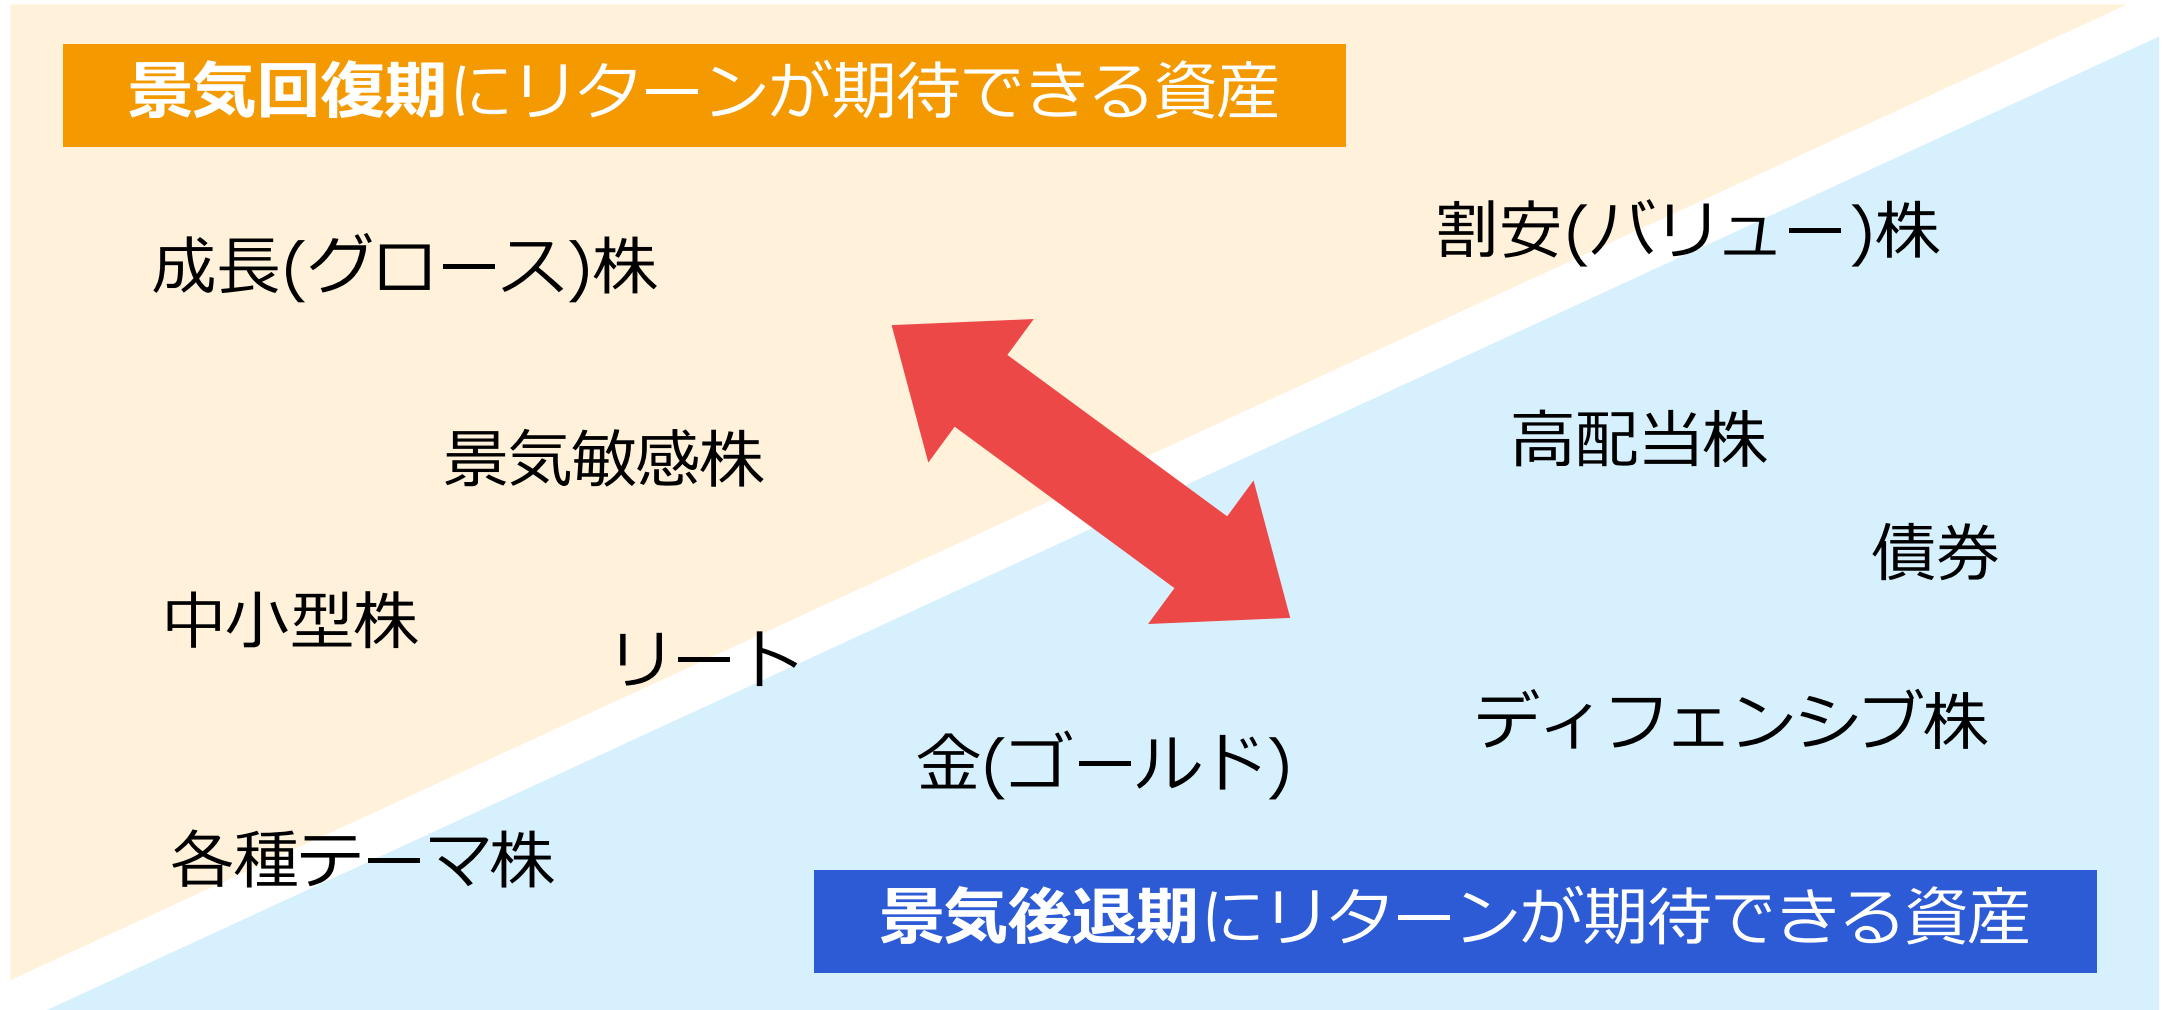 景気回復期にリターンが期待できる資産
割安(バリュー)株
成長(グロース)株
高配当株
景気敏感株
債券
中小型株
リート
ディフェンシブ株
金(ゴールド)
各種テーマ株
景気後退期にリターンが期待できる資産